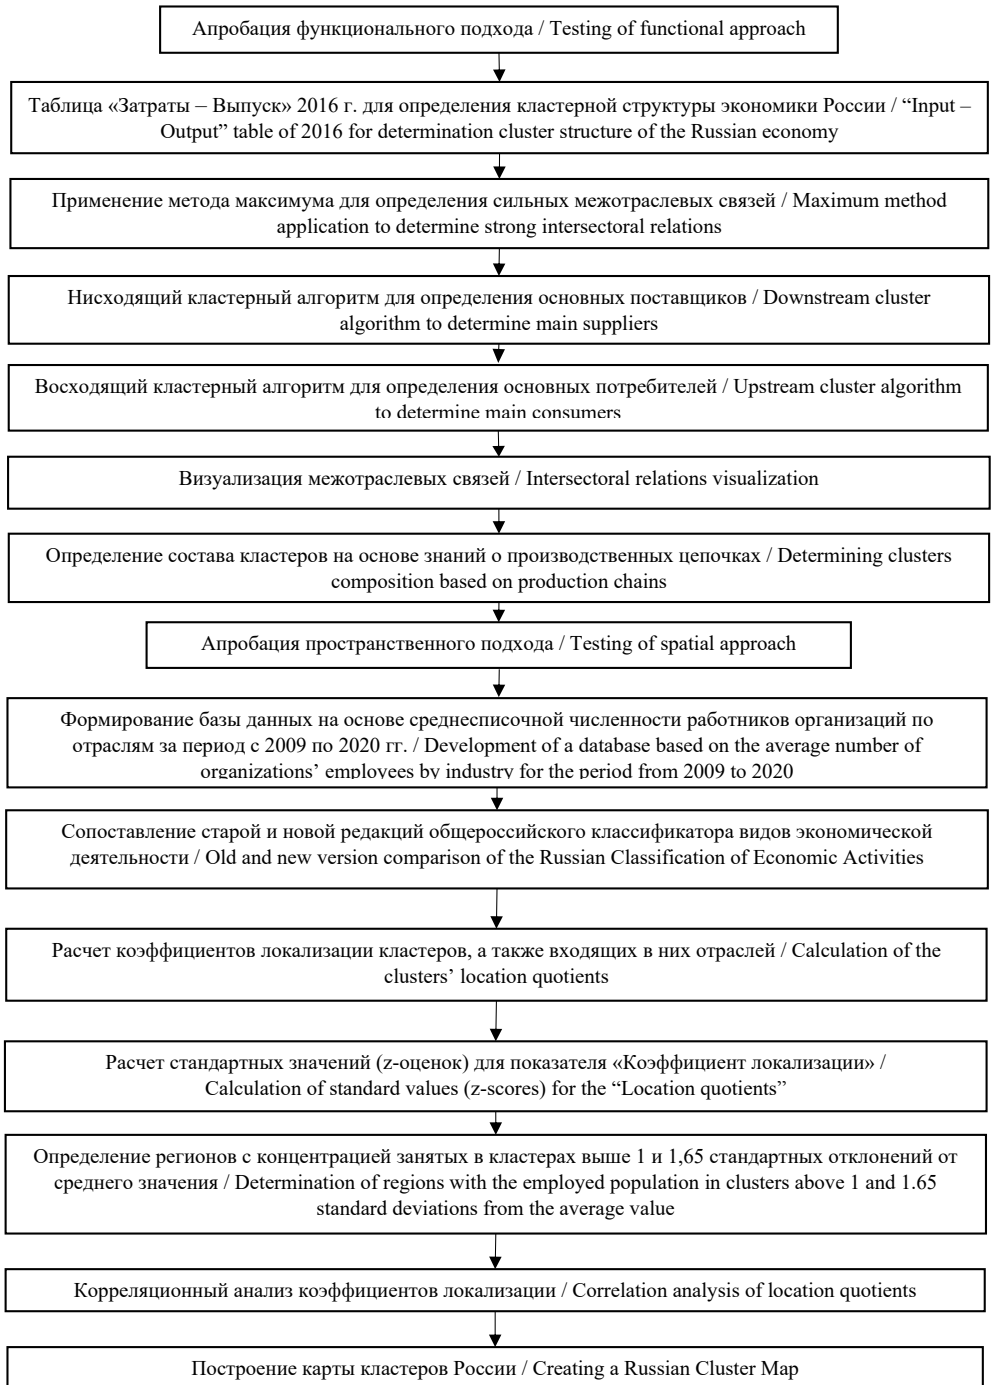 Апробация функционального подхода / Testing of functional approach
Таблица «Затраты – Выпуск» 2016 г. для определения кластерной структуры экономики России / “Input –
Output” table of 2016 for determination cluster structure of the Russian economy
Применение метода максимума для определения сильных межотраслевых связей / Maximum method
application to determine strong intersectoral relations
Нисходящий кластерный алгоритм для определения основных поставщиков / Downstream cluster
algorithm to determine main suppliers
Восходящий кластерный алгоритм для определения основных потребителей / Upstream cluster algorithm
to determine main consumers
Визуализация межотраслевых связей / Intersectoral relations visualization
Определение состава кластеров на основе знаний о производственных цепочках / Determining clusters
composition based on production chains
Апробация пространственного подхода / Testing of spatial approach
Формирование базы данных на основе среднесписочной численности работников организаций по
отраслям за период с 2009 по 2020 гг. / Development of a database based on the average number of
organizations’ employees by industry for the period from 2009 to 2020
Сопоставление старой и новой редакций общероссийского классификатора видов экономической
деятельности / Old and new version comparison of the Russian Classification of Economic Activities
Расчет коэффициентов локализации кластеров, а также входящих в них отраслей / Calculation of the
clusters’ location quotients
Расчет стандартных значений (z-оценок) для показателя «Коэффициент локализации» /
Calculation of standard values (z-scores) for the “Location quotients”
Определение регионов с концентрацией занятых в кластерах выше 1 и 1,65 стандартных отклонений от
среднего значения / Determination of regions with the employed population in clusters above 1 and 1.65
standard deviations from the average value
Корреляционный анализ коэффициентов локализации / Correlation analysis of location quotients
Построение карты кластеров России / Creating a Russian Cluster Map